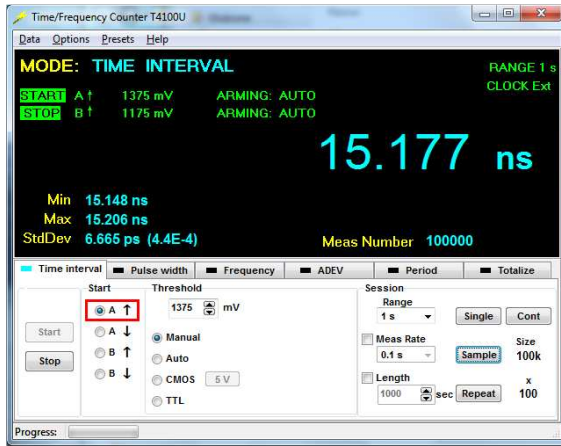 Time/Frequency Counter T4100U
Data Options Presets Help
MODE: TIME INTERVAL
RANGE 1 s
CLOCK Ext
START A ↑ 1375 mV ARMING: AUTO
STOP B ↑ 1175 mV ARMING: AUTO
15.177 ns
Min 15.148 ns
Max 15.206 ns
StdDev 6.665 ps (4.4E-4)
Meas Number 100000
Time interval Pulse width Frequency ADEV Period Totalize
Start Threshold Session
A ↑ 1375 mV Range
1 s Single Cont
Start A ↓ Manual Meas Rate Size
Stop B ↑ Auto 0.1 s Sample 100k
B ↓ CMOS 5 V Length x
TTL 1000 sec Repeat 100
Progress: